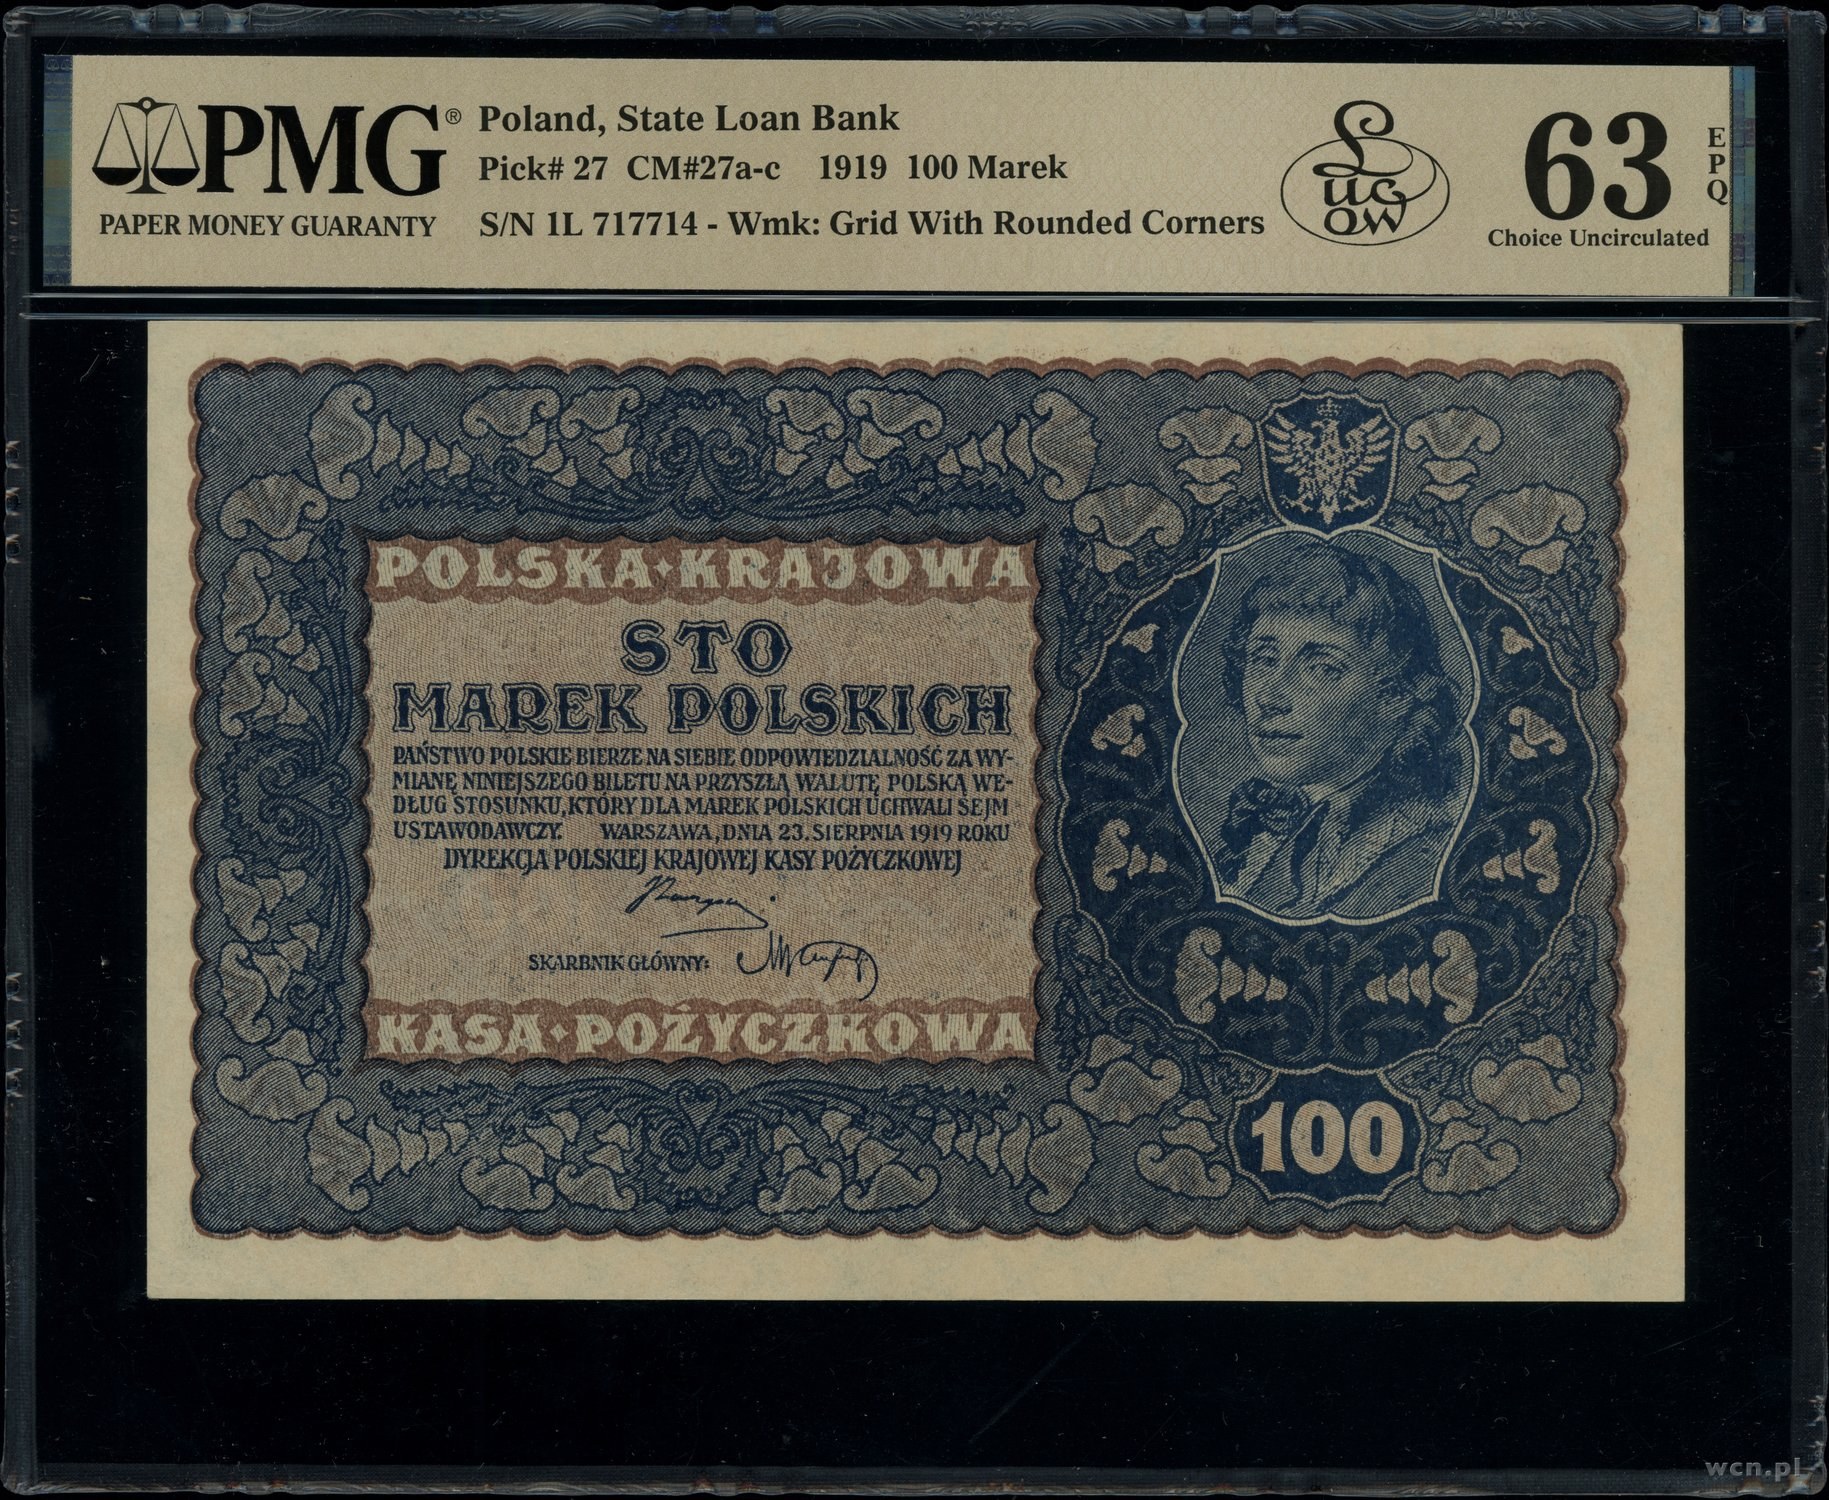 PMG®
PAPER MONEY GUARANTY
Poland, State Loan Bank
Pick# 27 CM#27a-c 1919 100 Marek
S/N 1L 717714 - Wmk: Grid With Rounded Corners
Lucow
63
EPQ
Choice Uncirculated
POLSKA KRAJOWA
STO
MAREK POLSKICH
PAŃSTWO POLSKIE BIERZE NA SIEBIE ODPOWIEDZIALNOŚĆ ZA WY-
MIANĘ NINIEJSZEGO BILETU NA PRZYSZŁĄ WALUTĘ POLSKĄ WE-
DŁUG STOSUNKU, KTÓRY DLA MAREK POLSKICH UCHWALI SEJM
USTAWODAWCZY. WARSZAWA, DNIA 23. SIERPNIA 1919 ROKU
DYREKCJA POLSKIEJ KRAJOWEJ KASY POŻYCZKOWEJ
SKARBNIK GŁÓWNY:
KASA POŻYCZKOWA
100
wcn.pl